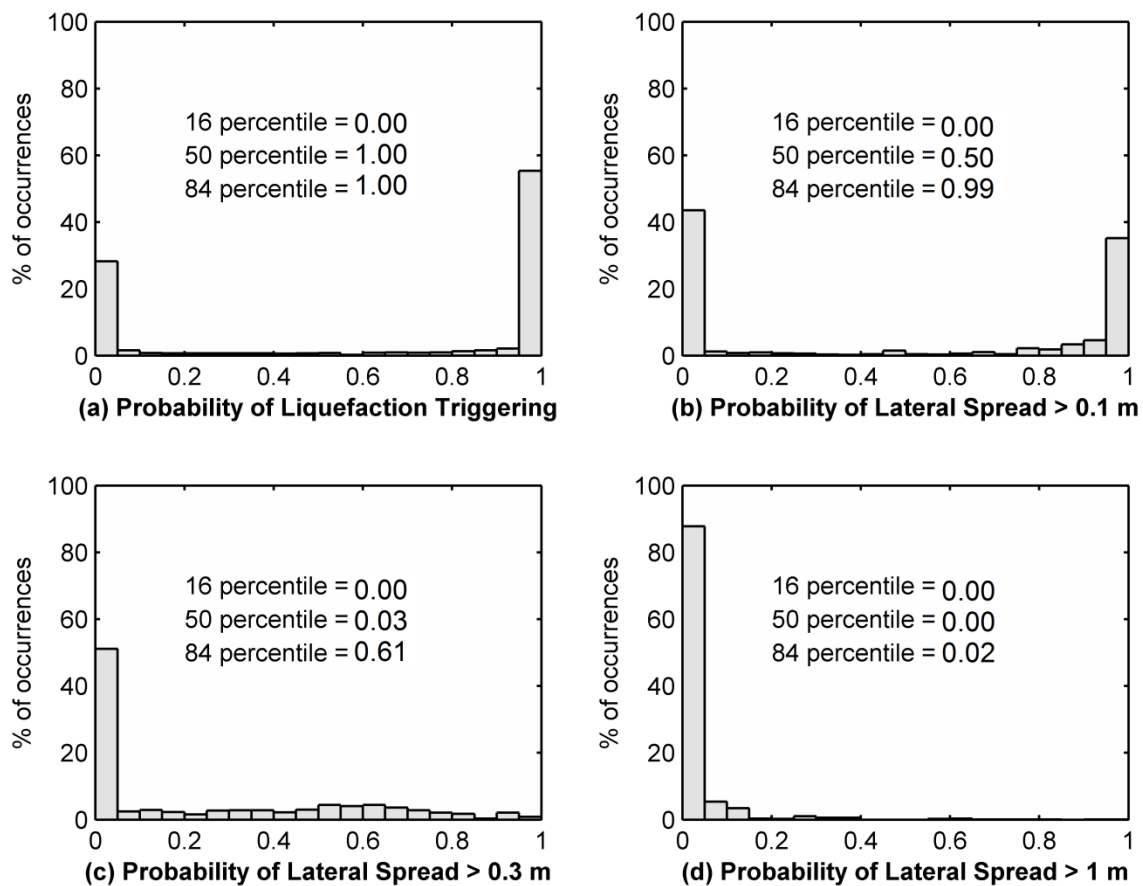 100
80
60
40
20
0
% of occurrences
16 percentile = 0.00
50 percentile = 1.00
84 percentile = 1.00
0 0.2 0.4 0.6 0.8 1
(a) Probability of Liquefaction Triggering
100
80
60
40
20
0
% of occurrences
16 percentile = 0.00
50 percentile = 0.50
84 percentile = 0.99
0 0.2 0.4 0.6 0.8 1
(b) Probability of Lateral Spread > 0.1 m
100
80
60
40
20
0
% of occurrences
16 percentile = 0.00
50 percentile = 0.03
84 percentile = 0.61
0 0.2 0.4 0.6 0.8 1
(c) Probability of Lateral Spread > 0.3 m
100
80
60
40
20
0
% of occurrences
16 percentile = 0.00
50 percentile = 0.00
84 percentile = 0.02
0 0.2 0.4 0.6 0.8 1
(d) Probability of Lateral Spread > 1 m